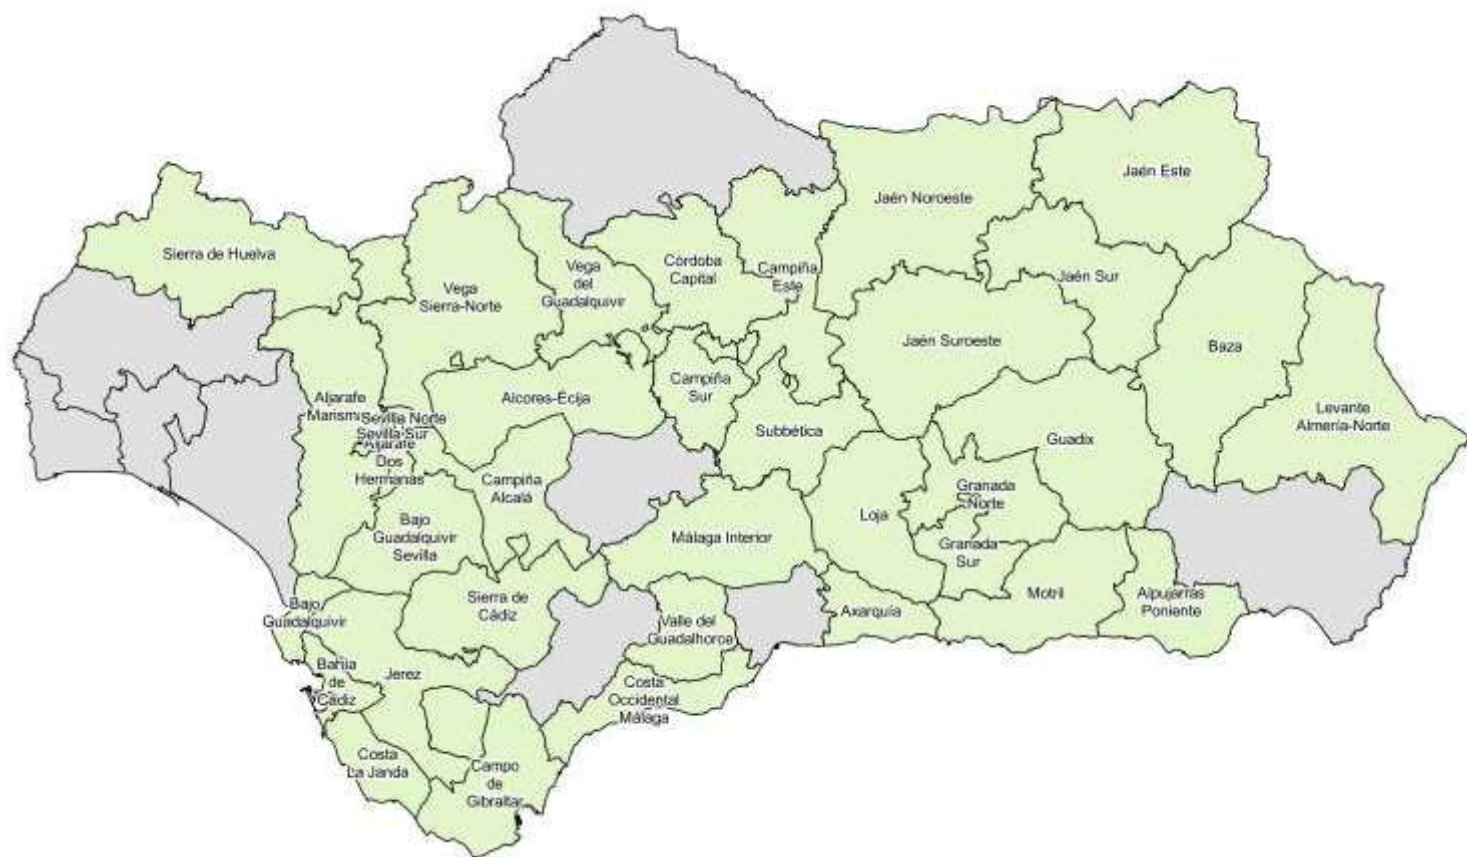 Jaén Este
Jaén Noroeste
Sierra de Huelva
Córdoba
Capital
Campiña
Este
Vega
del
Guadalquivir
Jaén Sur
Vega
Sierra-Norte
Jaén Suroeste
Baza
Campiña
Sur
Alcores-Écija
Aljarafe
Marisma
Sevilla Norte
Sevilla Sur
Aljarafe
Dos
Hermanas
Subbética
Levante
Almería-Norte
Guadix
Campiña
Alcalá
Granada
Norte
Loja
Bajo
Guadalquivir
Sevilla
Málaga Interior
Granada
Sur
Sierra de
Cádiz
Motril
Alpujarras
Poniente
Axarquía
Bajo
Guadalquivir
Valle del
Guadalhorce
Bahía
de
Cádiz
Jerez
Costa
Occidental
Málaga
Costa
La Janda
Campo
de
Gibraltar